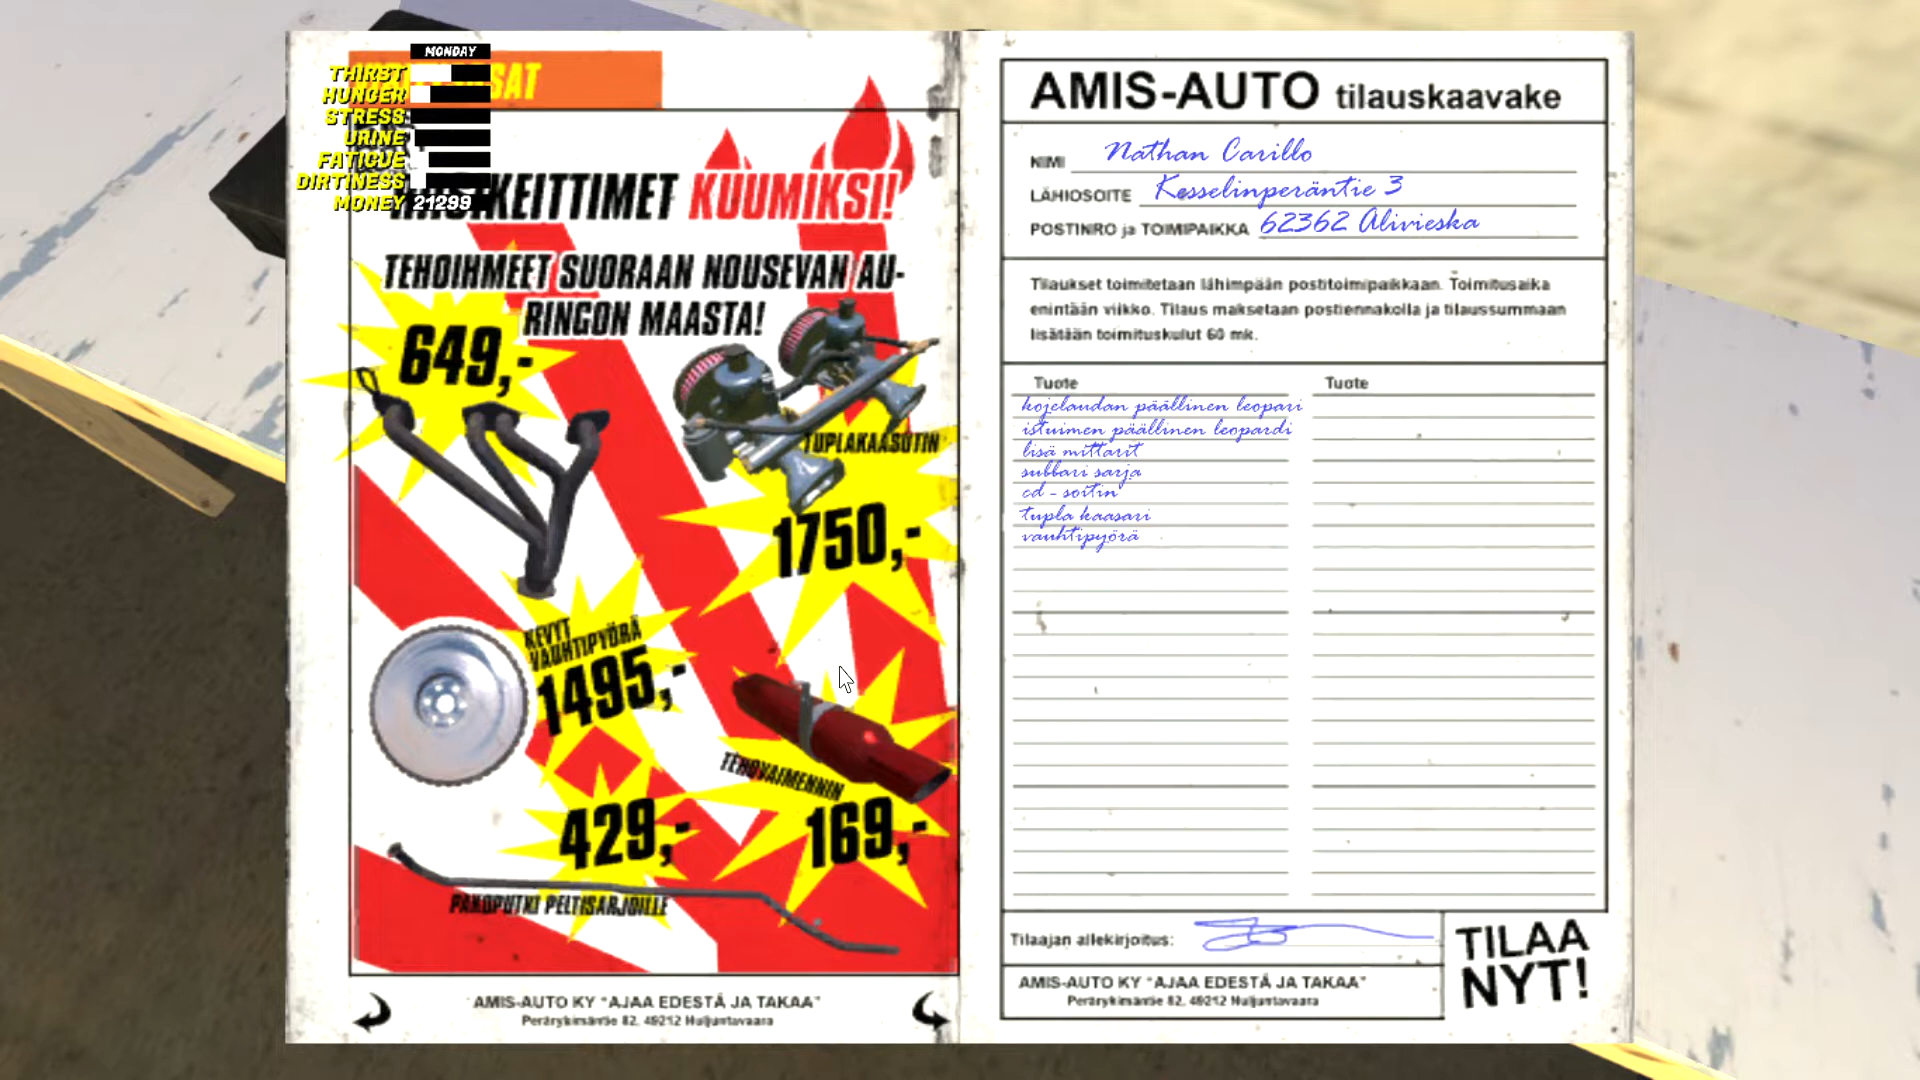 MONDAY
THIRST
HUNGER
STRESS
URINE
FATIGUE
DIRTINESS
MONEY 21299
KEITTIMET KUUMIKSI!
TEHOIHMEET SUORAAN NOUSEVAN AU-
RINGON MAASTA!
649,-
TUPLAKAASUTIN
1750,-
KEVYT
VAUHTIPYÖRÄ
1495,-
TEHOVAIMENNIN
169,-
429,-
PAKOPUTKI PELTISARJOILLE
AMIS-AUTO KY "AJAA EDESTÄ JA TAKAA"
Perärykimäntie 82, 49212 Huljuntavaara
AMIS-AUTO tilauskaavake
NIMI Nathan Carillo
LÄHIOSOITE Kesselinperäntie 3
POSTINRO ja TOIMIPAIKKA 62362 Alivieska
Tilaukset toimitetaan lähimpään postitoimipaikkaan. Toimitusaika
enintään viikko. Tilaus maksetaan postiennakolla ja tilaussummaan
lisätään toimituskulut 60 mk.
Tuote Tuote
kojelaudan päällinen leopari
istuimen päällinen leopardi
lisä mittarit
subbari sarja
cd-soitin
tupla kaasari
vauhtipyörä
Tilaajan allekirjoitus:
TILAA
NYT!
AMIS-AUTO KY "AJAA EDESTÄ JA TAKAA"
Perärykimäntie 82, 49212 Huljuntavaara